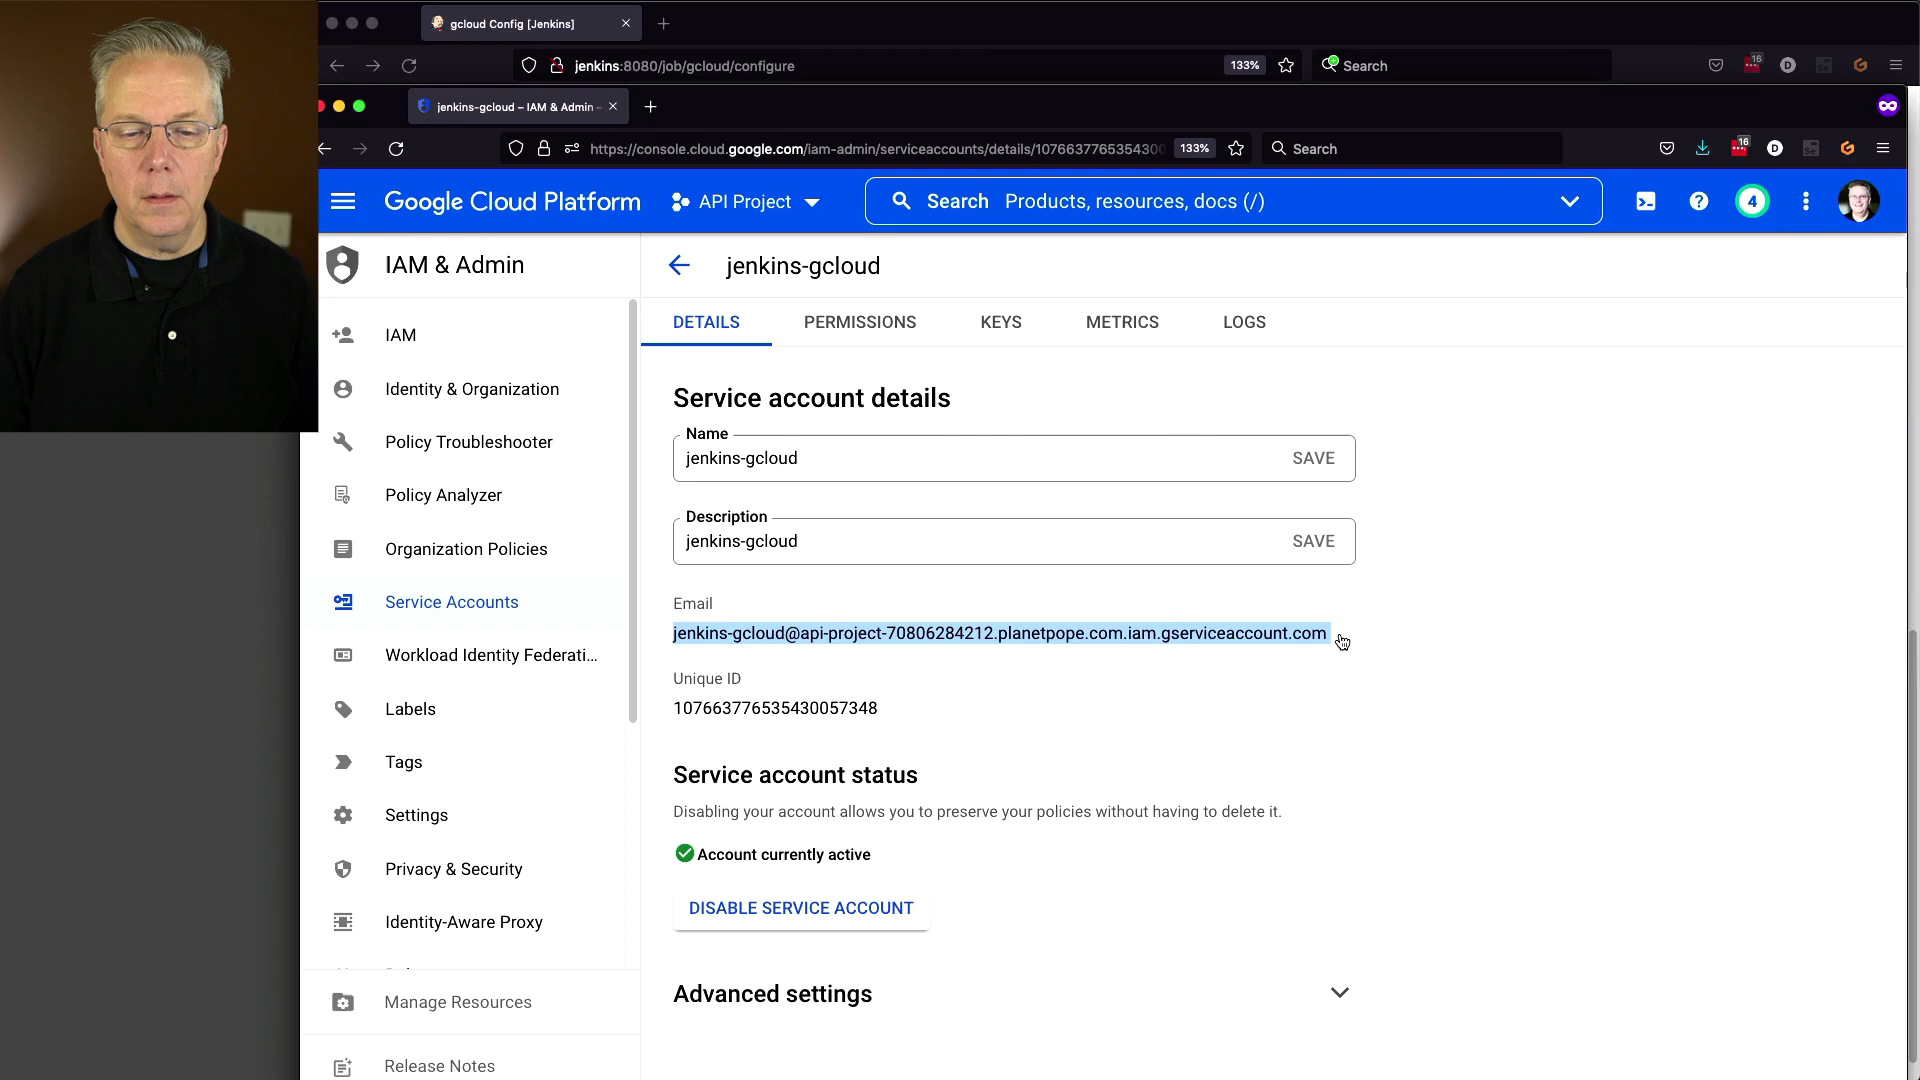 gcloud Config [Jenkins]
jenkins:8080/job/gcloud/configure
133%
Search
16
jenkins-gcloud – IAM & Admin –
https://console.cloud.google.com/iam-admin/serviceaccounts/details/1076637765354300
133%
Search
16
Google Cloud Platform
API Project
Search Products, resources, docs (/)
4
IAM & Admin
jenkins-gcloud
DETAILS
PERMISSIONS
KEYS
METRICS
LOGS
IAM
Identity & Organization
Policy Troubleshooter
Policy Analyzer
Organization Policies
Service Accounts
Workload Identity Federati...
Labels
Tags
Settings
Privacy & Security
Identity-Aware Proxy
Manage Resources
Release Notes
Service account details
Name
jenkins-gcloud
SAVE
Description
jenkins-gcloud
SAVE
Email
jenkins-gcloud@api-project-70806284212.planetpope.com.iam.gserviceaccount.com
Unique ID
107663776535430057348
Service account status
Disabling your account allows you to preserve your policies without having to delete it.
Account currently active
DISABLE SERVICE ACCOUNT
Advanced settings